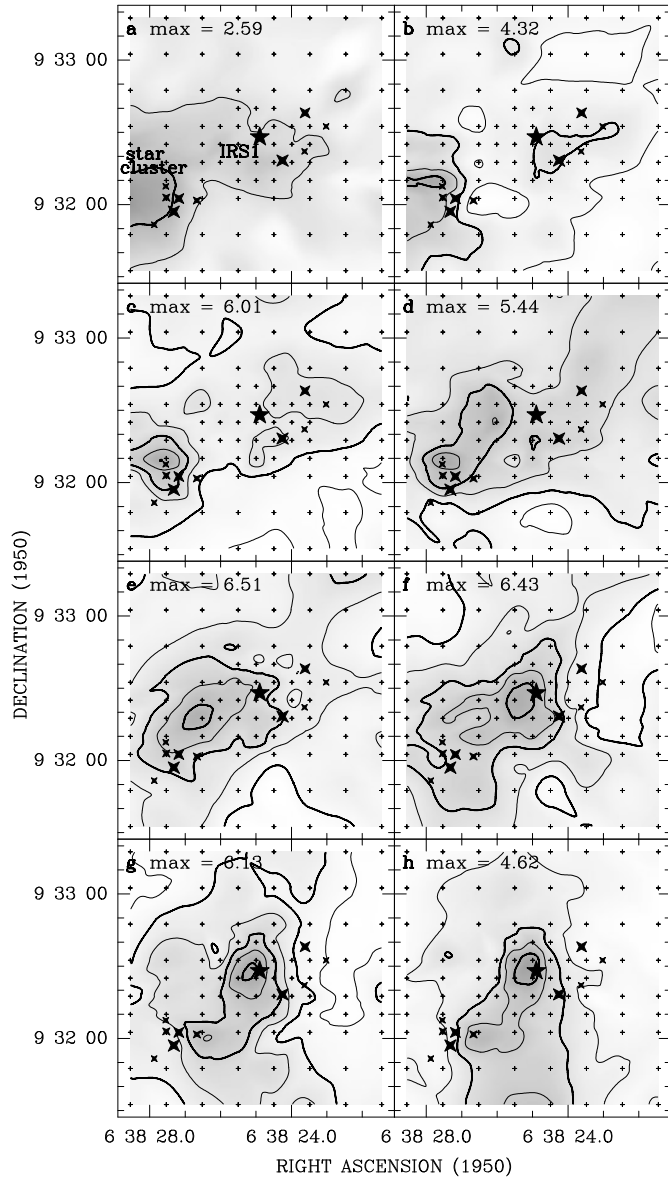 a max = 2.59
b max = 4.32
9 33 00
star
cluster
IRS1
9 32 00
c max = 6.01
d max = 5.44
9 33 00
9 32 00
e max = 6.51
f max = 6.43
9 33 00
9 32 00
g max = 6.13
h max = 4.62
9 33 00
9 32 00
DECLINATION (1950)
6 38 28.0
6 38 24.0
6 38 28.0
6 38 24.0
RIGHT ASCENSION (1950)